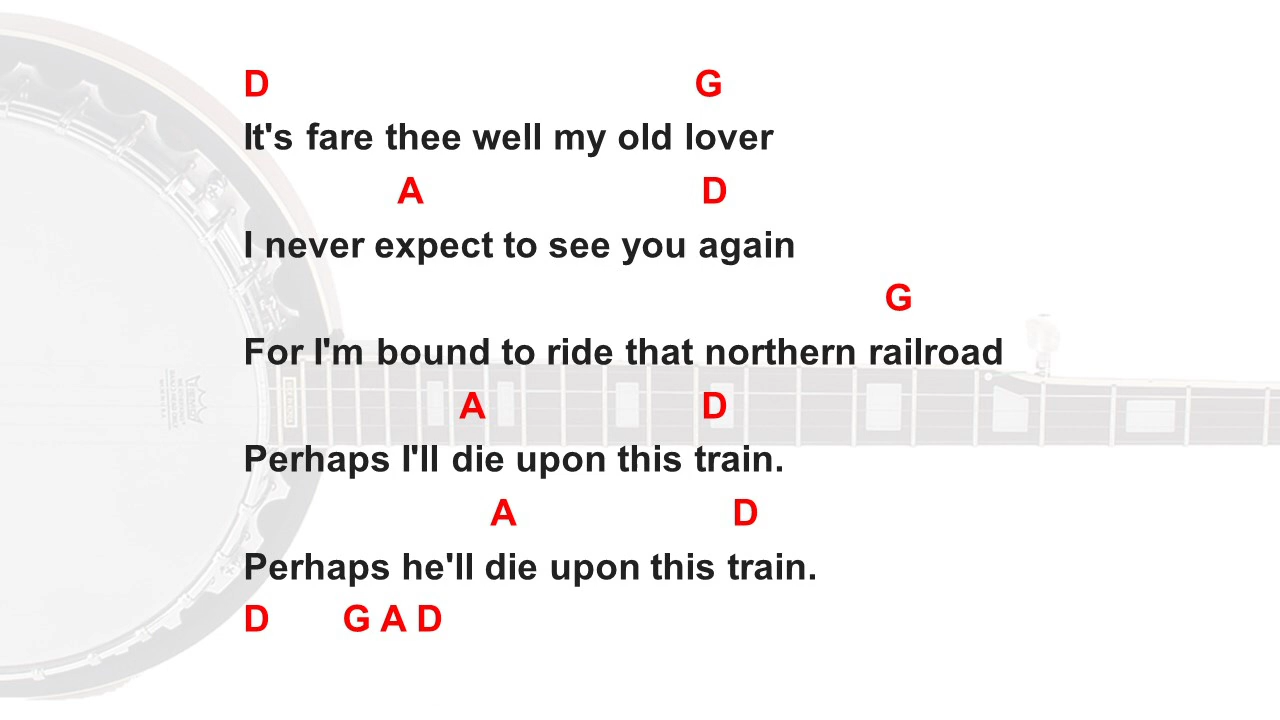 D G
It's fare thee well my old lover
A D
I never expect to see you again
G
For I'm bound to ride that northern railroad
A D
Perhaps I'll die upon this train.
A D
Perhaps he'll die upon this train.
D G A D